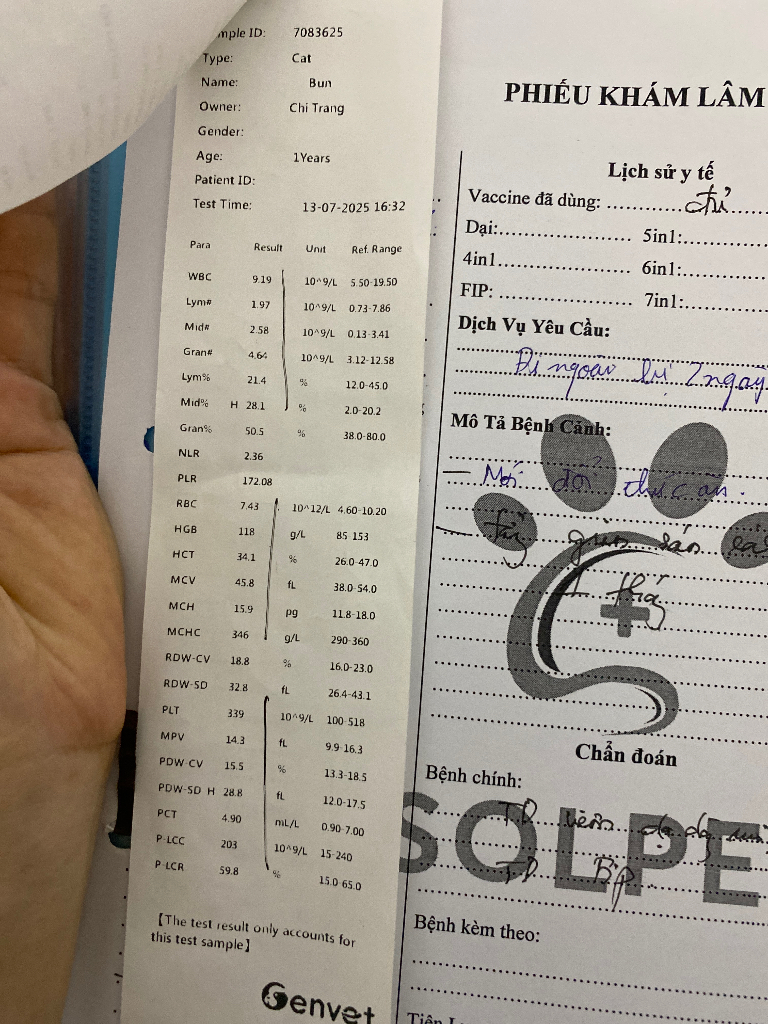 mple ID: 7083625
Type: Cat
Name: Bun
Owner: Chi Trang
Gender:
Age: 1Years
Patient ID:
Test Time: 13-07-2025 16:32
Para Result Unit Ref. Range
WBC 9.19 10^9/L 5.50-19.50
Lym# 1.97 10^9/L 0.73-7.86
Mid# 2.58 10^9/L 0.13-3.41
Gran# 4.64 10^9/L 3.12-12.58
Lym% 21.4 % 12.0-45.0
Mid% H 28.1 % 2.0-20.2
Gran% 50.5 % 38.0-80.0
NLR 2.36
PLR 172.08
RBC 7.43 10^12/L 4.60-10.20
HGB 118 g/L 85-153
HCT 34.1 % 26.0-47.0
MCV 45.8 fL 38.0-54.0
MCH 15.9 pg 11.8-18.0
MCHC 346 g/L 290-360
RDW-CV 18.8 % 16.0-23.0
RDW-SD 32.8 fL 26.4-43.1
PLT 339 10^9/L 100-518
MPV 14.3 fL 9.9-16.3
PDW-CV 15.5 % 13.3-18.5
PDW-SD H 28.8 fL 12.0-17.5
PCT 4.90 mL/L 0.90-7.00
P-LCC 203 10^9/L 15-240
P-LCR 59.8 % 15.0-65.0
【The test result only accounts for
this test sample】
Genvet
PHIẾU KHÁM LÂM
Lịch sử y tế
Vaccine đã dùng: đủ
Dại: 5in1:
4in1 6in1:
FIP: 7in1:
Dịch Vụ Yêu Cầu:
Đi ngoài 2 ngày
Mô Tả Bệnh Cảnh:
- Mới đổi thức ăn.
- tẩy giun sán
1 tháng
Chẩn đoán
Bệnh chính:
TD viêm dạ dày
TD
SOLPE
Bệnh kèm theo: